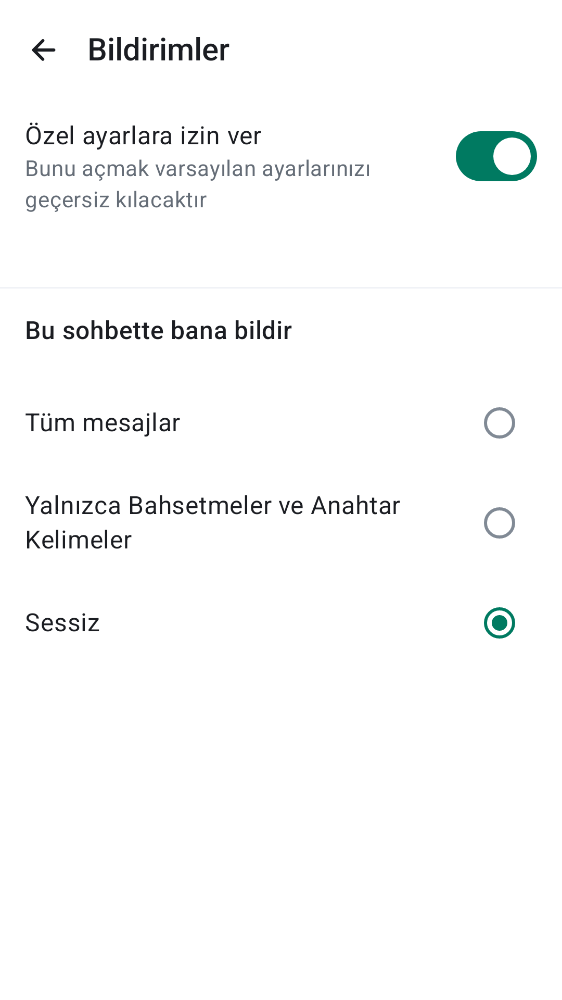 Bildirimler
Özel ayarlara izin ver
Bunu açmak varsayılan ayarlarınızı
geçersiz kılacaktır
Bu sohbette bana bildir
Tüm mesajlar
Yalnızca Bahsetmeler ve Anahtar
Kelimeler
Sessiz